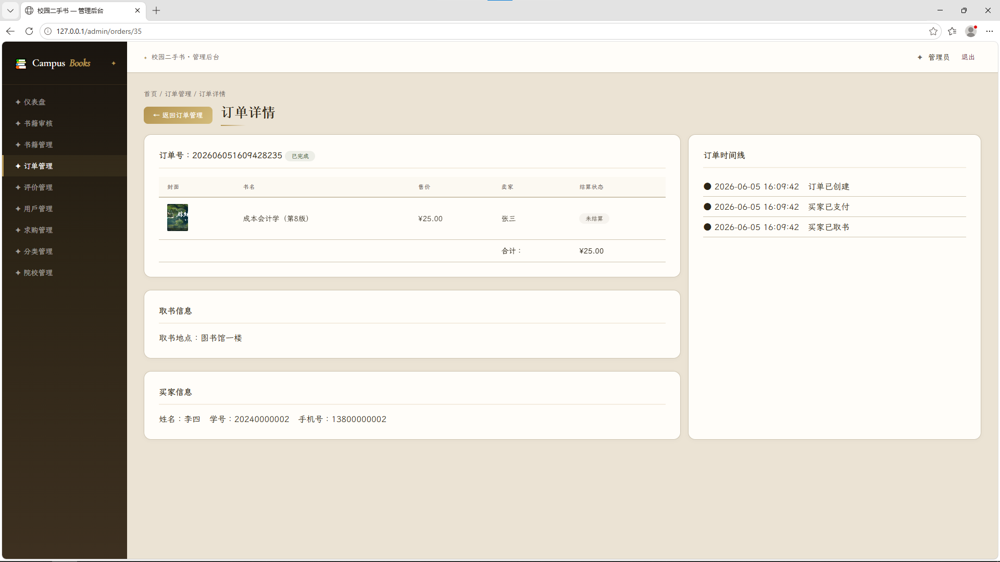 校园二手书 — 管理后台
127.0.0.1/admin/orders/35
Campus Books
仪表盘
书籍审核
书籍管理
订单管理
评价管理
用户管理
求购管理
分类管理
院校管理
校园二手书·管理后台
管理员 退出
首页 / 订单管理 / 订单详情
← 返回订单管理
订单详情
订单号：202606051609428235 已完成
封面 书名 售价 卖家 结算状态
成本会计学（第8版） ¥25.00 张三 未结算
合计： ¥25.00
取书信息
取书地点：图书馆一楼
买家信息
姓名：李四 学号：20240000002 手机号：13800000002
订单时间线
2026-06-05 16:09:42 订单已创建
2026-06-05 16:09:42 买家已支付
2026-06-05 16:09:42 买家已取书